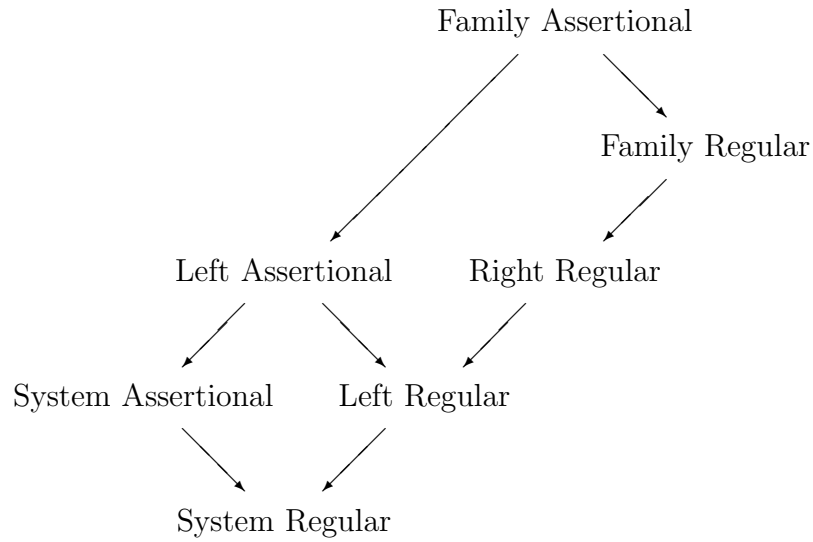 Family Assertional
Family Regular
Left Assertional Right Regular
System Assertional Left Regular
System Regular